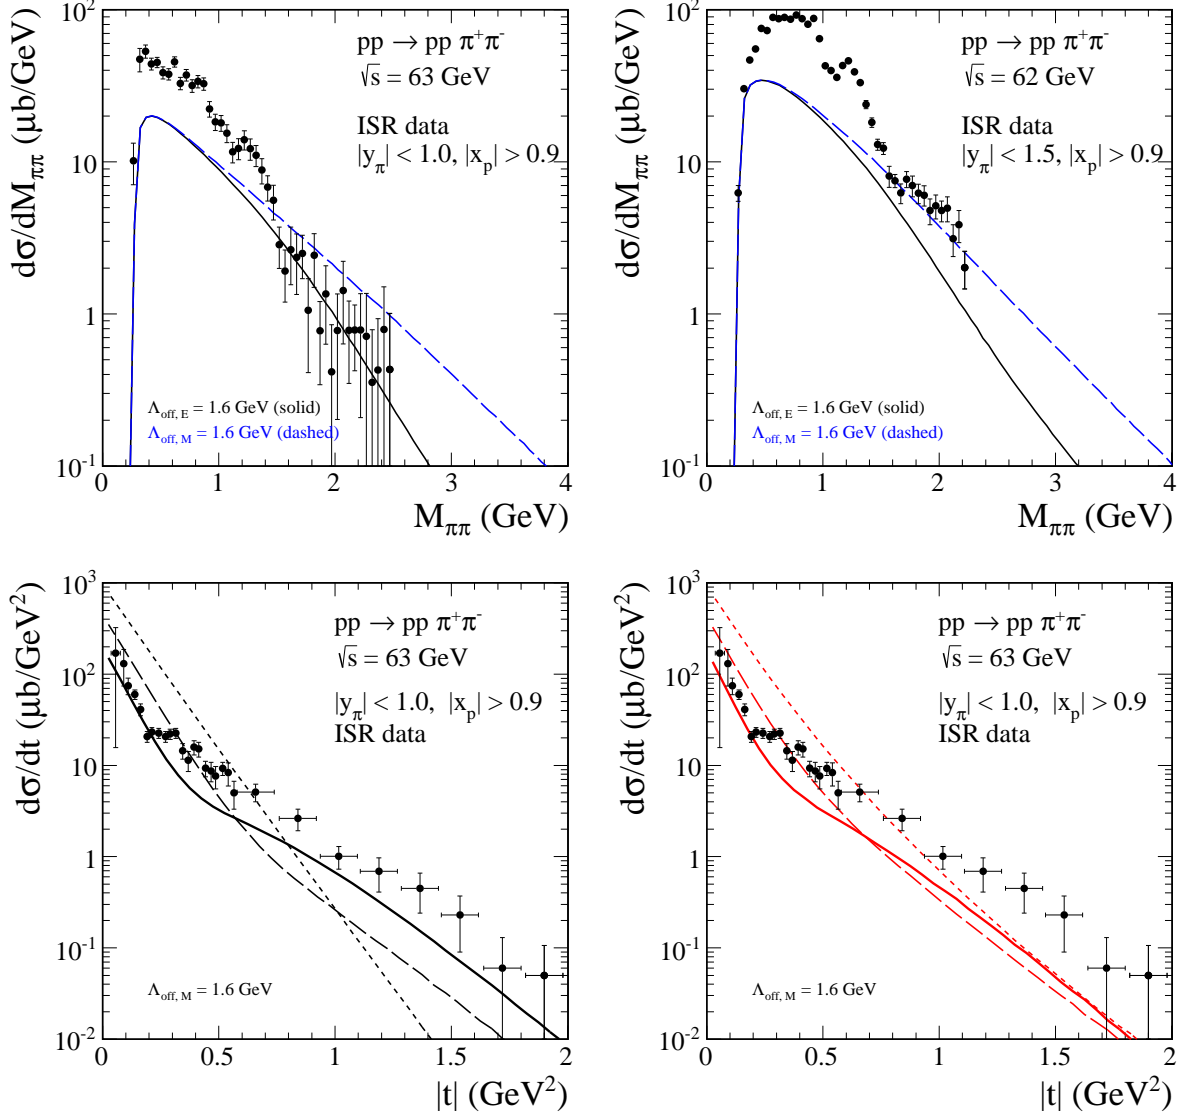 dσ/dM_ππ (μb/GeV)
10²
10
1
10⁻¹
pp → pp π⁺π⁻
√s = 63 GeV
ISR data
|y_π| < 1.0, |x_p| > 0.9
Λ_off, E = 1.6 GeV (solid)
Λ_off, M = 1.6 GeV (dashed)
0 1 2 3 4
M_ππ (GeV)
dσ/dM_ππ (μb/GeV)
10²
10
1
10⁻¹
pp → pp π⁺π⁻
√s = 62 GeV
ISR data
|y_π| < 1.5, |x_p| > 0.9
Λ_off, E = 1.6 GeV (solid)
Λ_off, M = 1.6 GeV (dashed)
0 1 2 3 4
M_ππ (GeV)
dσ/dt (μb/GeV²)
10³
10²
10
1
10⁻¹
10⁻²
pp → pp π⁺π⁻
√s = 63 GeV
|y_π| < 1.0, |x_p| > 0.9
ISR data
Λ_off, M = 1.6 GeV
0 0.5 1 1.5 2
|t| (GeV²)
dσ/dt (μb/GeV²)
10³
10²
10
1
10⁻¹
10⁻²
pp → pp π⁺π⁻
√s = 63 GeV
|y_π| < 1.0, |x_p| > 0.9
ISR data
Λ_off, M = 1.6 GeV
0 0.5 1 1.5 2
|t| (GeV²)